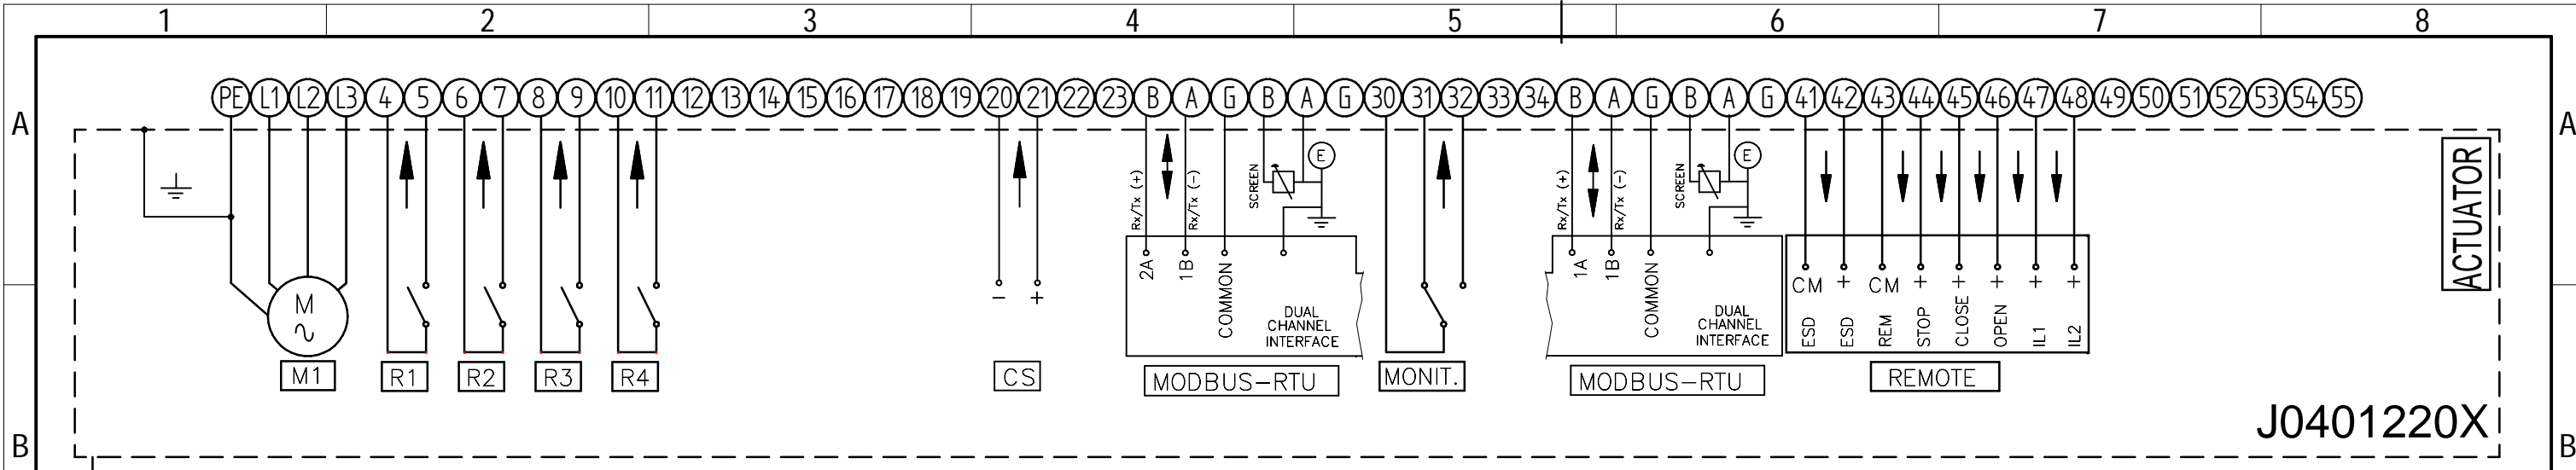 1 2 3 4 5 6 7 8
PE L1 L2 L3 4 5 6 7 8 9 10 11 12 13 14 15 16 17 18 19 20 21 22 23 B A G B A G 30 31 32 33 34 B A G B A G 41 42 43 44 45 46 47 48 49 50 51 52 53 54 55
A A
ACTUATOR
Rx/Tx (+)
Rx/Tx (-)
SCREEN
E
Rx/Tx (+)
Rx/Tx (-)
SCREEN
E
M
- +
2A
1B
COMMON
DUAL
CHANNEL
INTERFACE
1A
1B
COMMON
DUAL
CHANNEL
INTERFACE
CM + CM + + + + +
ESD
ESD
REM
STOP
CLOSE
OPEN
IL1
IL2
M1 R1 R2 R3 R4 CS MODBUS-RTU MONIT. MODBUS-RTU REMOTE
J0401220X
B B